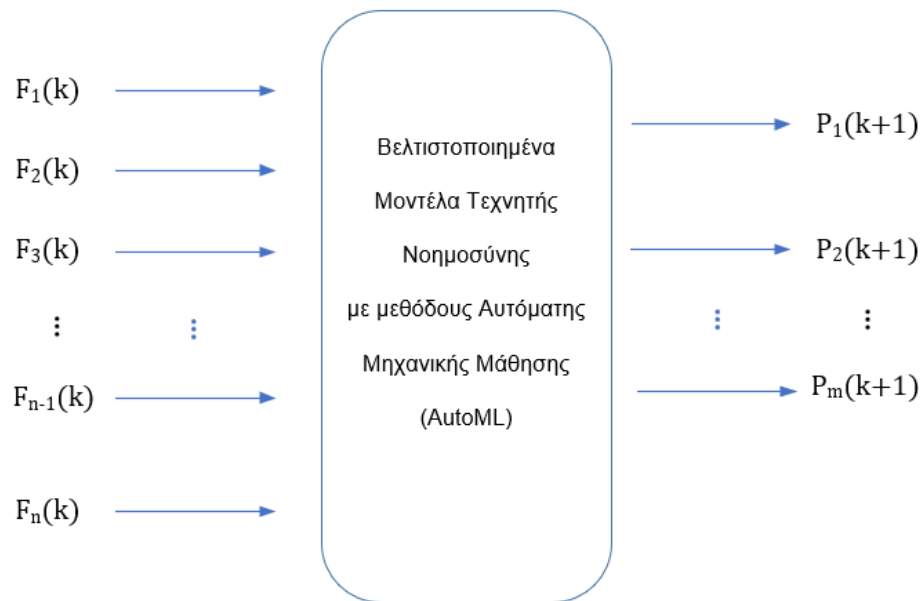 F₁(k)
F₂(k)
F₃(k)
⋮ ⋮
Fₙ₋₁(k)
Fₙ(k)
Βελτιστοποιημένα
Μοντέλα Τεχνητής
Νοημοσύνης
με μεθόδους Αυτόματης
Μηχανικής Μάθησης
(AutoML)
P₁(k+1)
P₂(k+1)
⋮ ⋮
Pₘ(k+1)